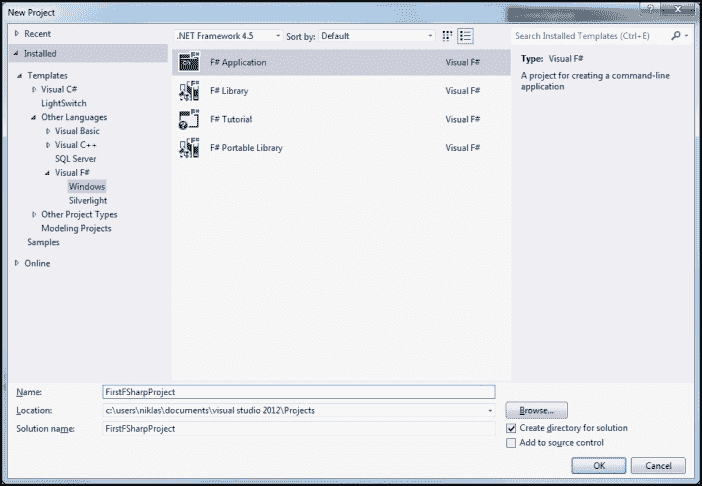 New Project
Recent
.NET Framework 4.5 Sort by: Default
Search Installed Templates (Ctrl+E)
Installed
Templates
Visual C#
LightSwitch
Other Languages
Visual Basic
Visual C++
SQL Server
Visual F#
Windows
Silverlight
Other Project Types
Modeling Projects
Samples
Online
F# Application Visual F#
F# Library Visual F#
F# Tutorial Visual F#
F# Portable Library Visual F#
Type: Visual F#
A project for creating a command-line
application
Name: FirstFSharpProject
Location: c:\users\niklas\documents\visual studio 2012\Projects
Browse...
Solution name: FirstFSharpProject
Create directory for solution
Add to source control
OK Cancel